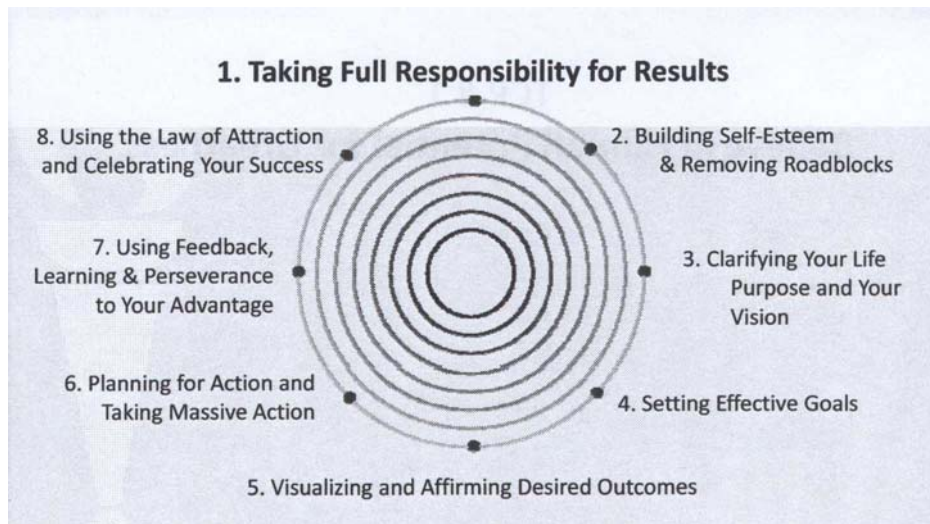 1. Taking Full Responsibility for Results
2. Building Self-Esteem
& Removing Roadblocks
3. Clarifying Your Life
Purpose and Your
Vision
4. Setting Effective Goals
5. Visualizing and Affirming Desired Outcomes
6. Planning for Action and
Taking Massive Action
7. Using Feedback,
Learning & Perseverance
to Your Advantage
8. Using the Law of Attraction
and Celebrating Your Success